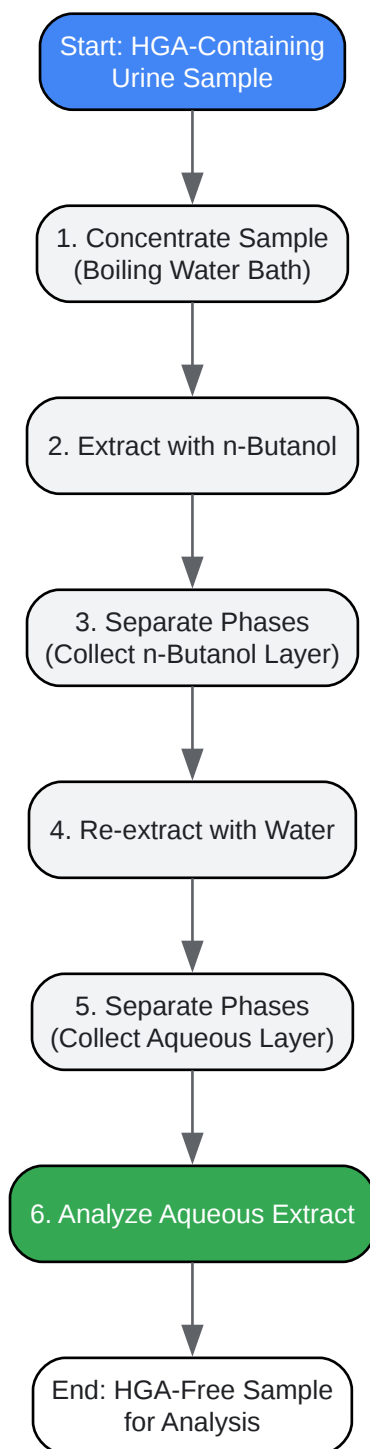 Start: HGA-Containing
Urine Sample
1. Concentrate Sample
(Boiling Water Bath)
2. Extract with n-Butanol
3. Separate Phases
(Collect n-Butanol Layer)
4. Re-extract with Water
5. Separate Phases
(Collect Aqueous Layer)
6. Analyze Aqueous Extract
End: HGA-Free Sample
for Analysis